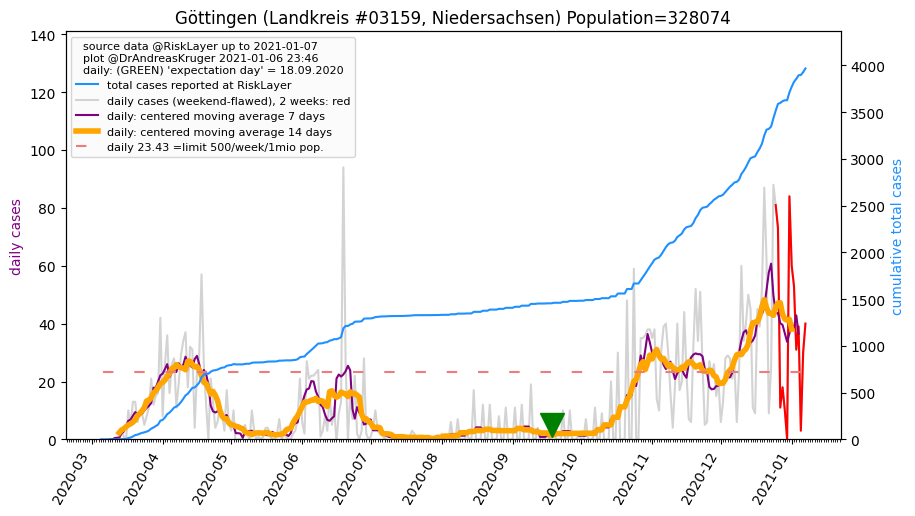 Göttingen (Landkreis #03159, Niedersachsen) Population=328074
source data @RiskLayer up to 2021-01-07
plot @DrAndreasKruger 2021-01-06 23:46
daily: (GREEN) 'expectation day' = 18.09.2020
total cases reported at RiskLayer
daily cases (weekend-flawed), 2 weeks: red
daily: centered moving average 7 days
daily: centered moving average 14 days
daily 23.43 =limit 500/week/1mio pop.
daily cases
140
120
100
80
60
40
20
0
cumulative total cases
4000
3500
3000
2500
2000
1500
1000
500
0
2020-03
2020-04
2020-05
2020-06
2020-07
2020-08
2020-09
2020-10
2020-11
2020-12
2021-01